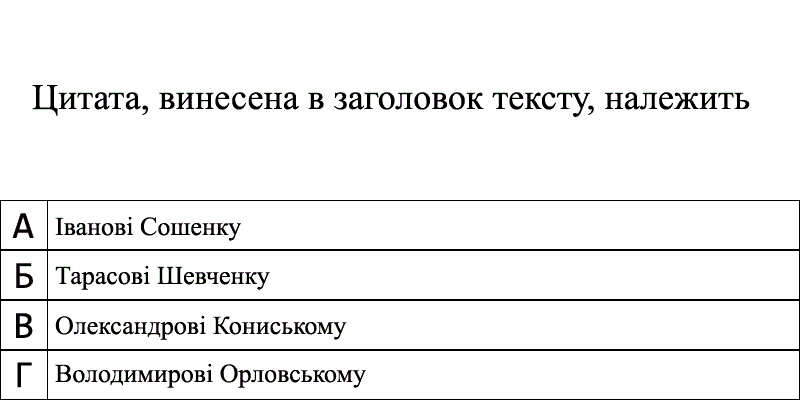 Цитата, винесена в заголовок тексту, належить
А Іванові Сошенку
Б Тарасові Шевченку
В Олександрові Кониському
Г Володимирові Орловському